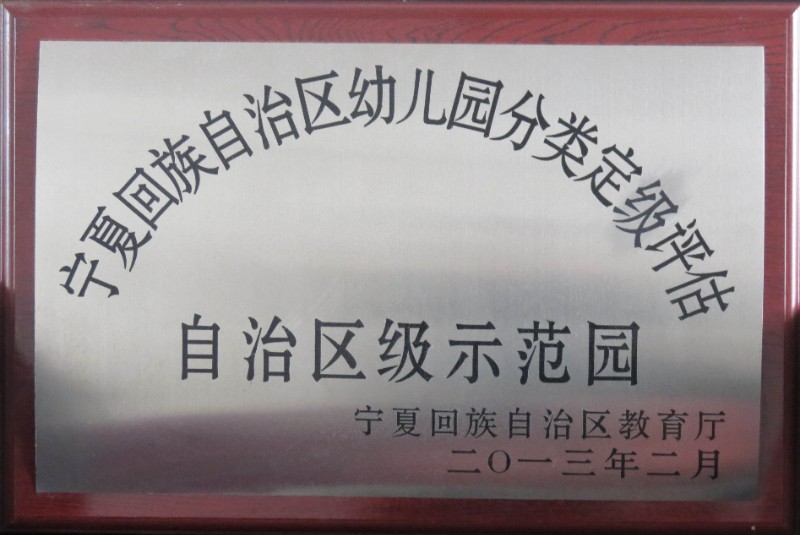 宁夏回族自治区幼儿园分类定级评估
自治区级示范园
宁夏回族自治区教育厅
二〇一三年二月